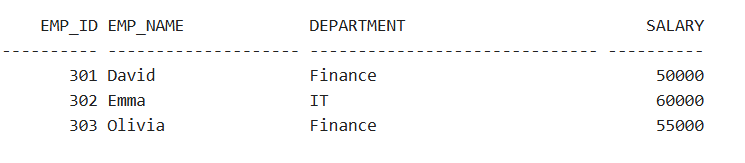 EMP_ID EMP_NAME DEPARTMENT SALARY
---------- -------------------- ------------------------------ ----------
301 David Finance 50000
302 Emma IT 60000
303 Olivia Finance 55000